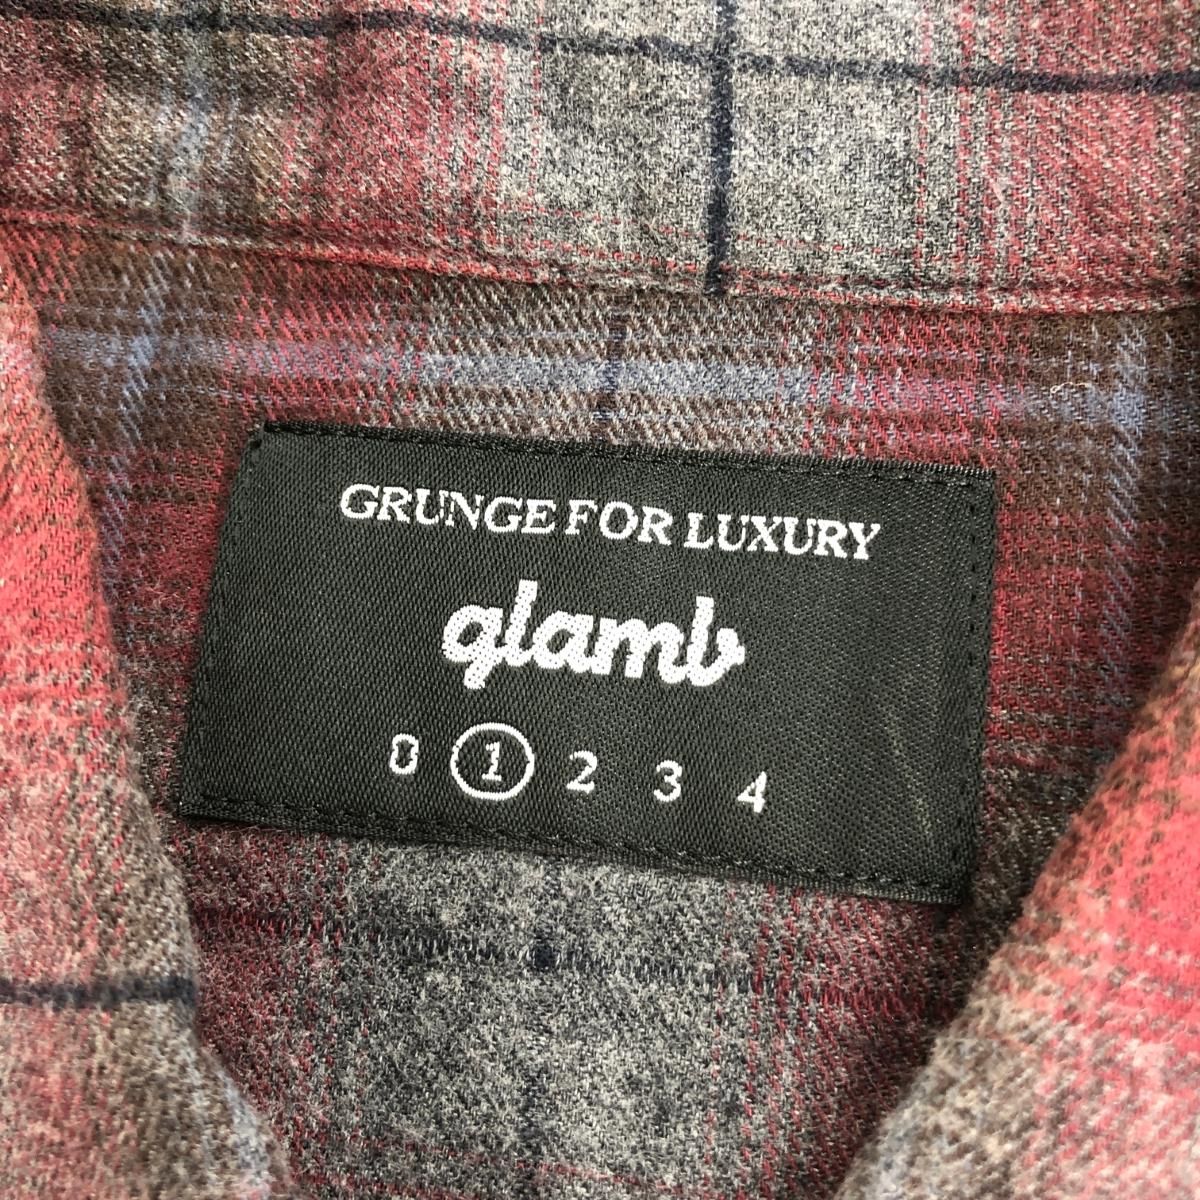 GRUNGE FOR LUXURY
glamb
0 1 2 3 4